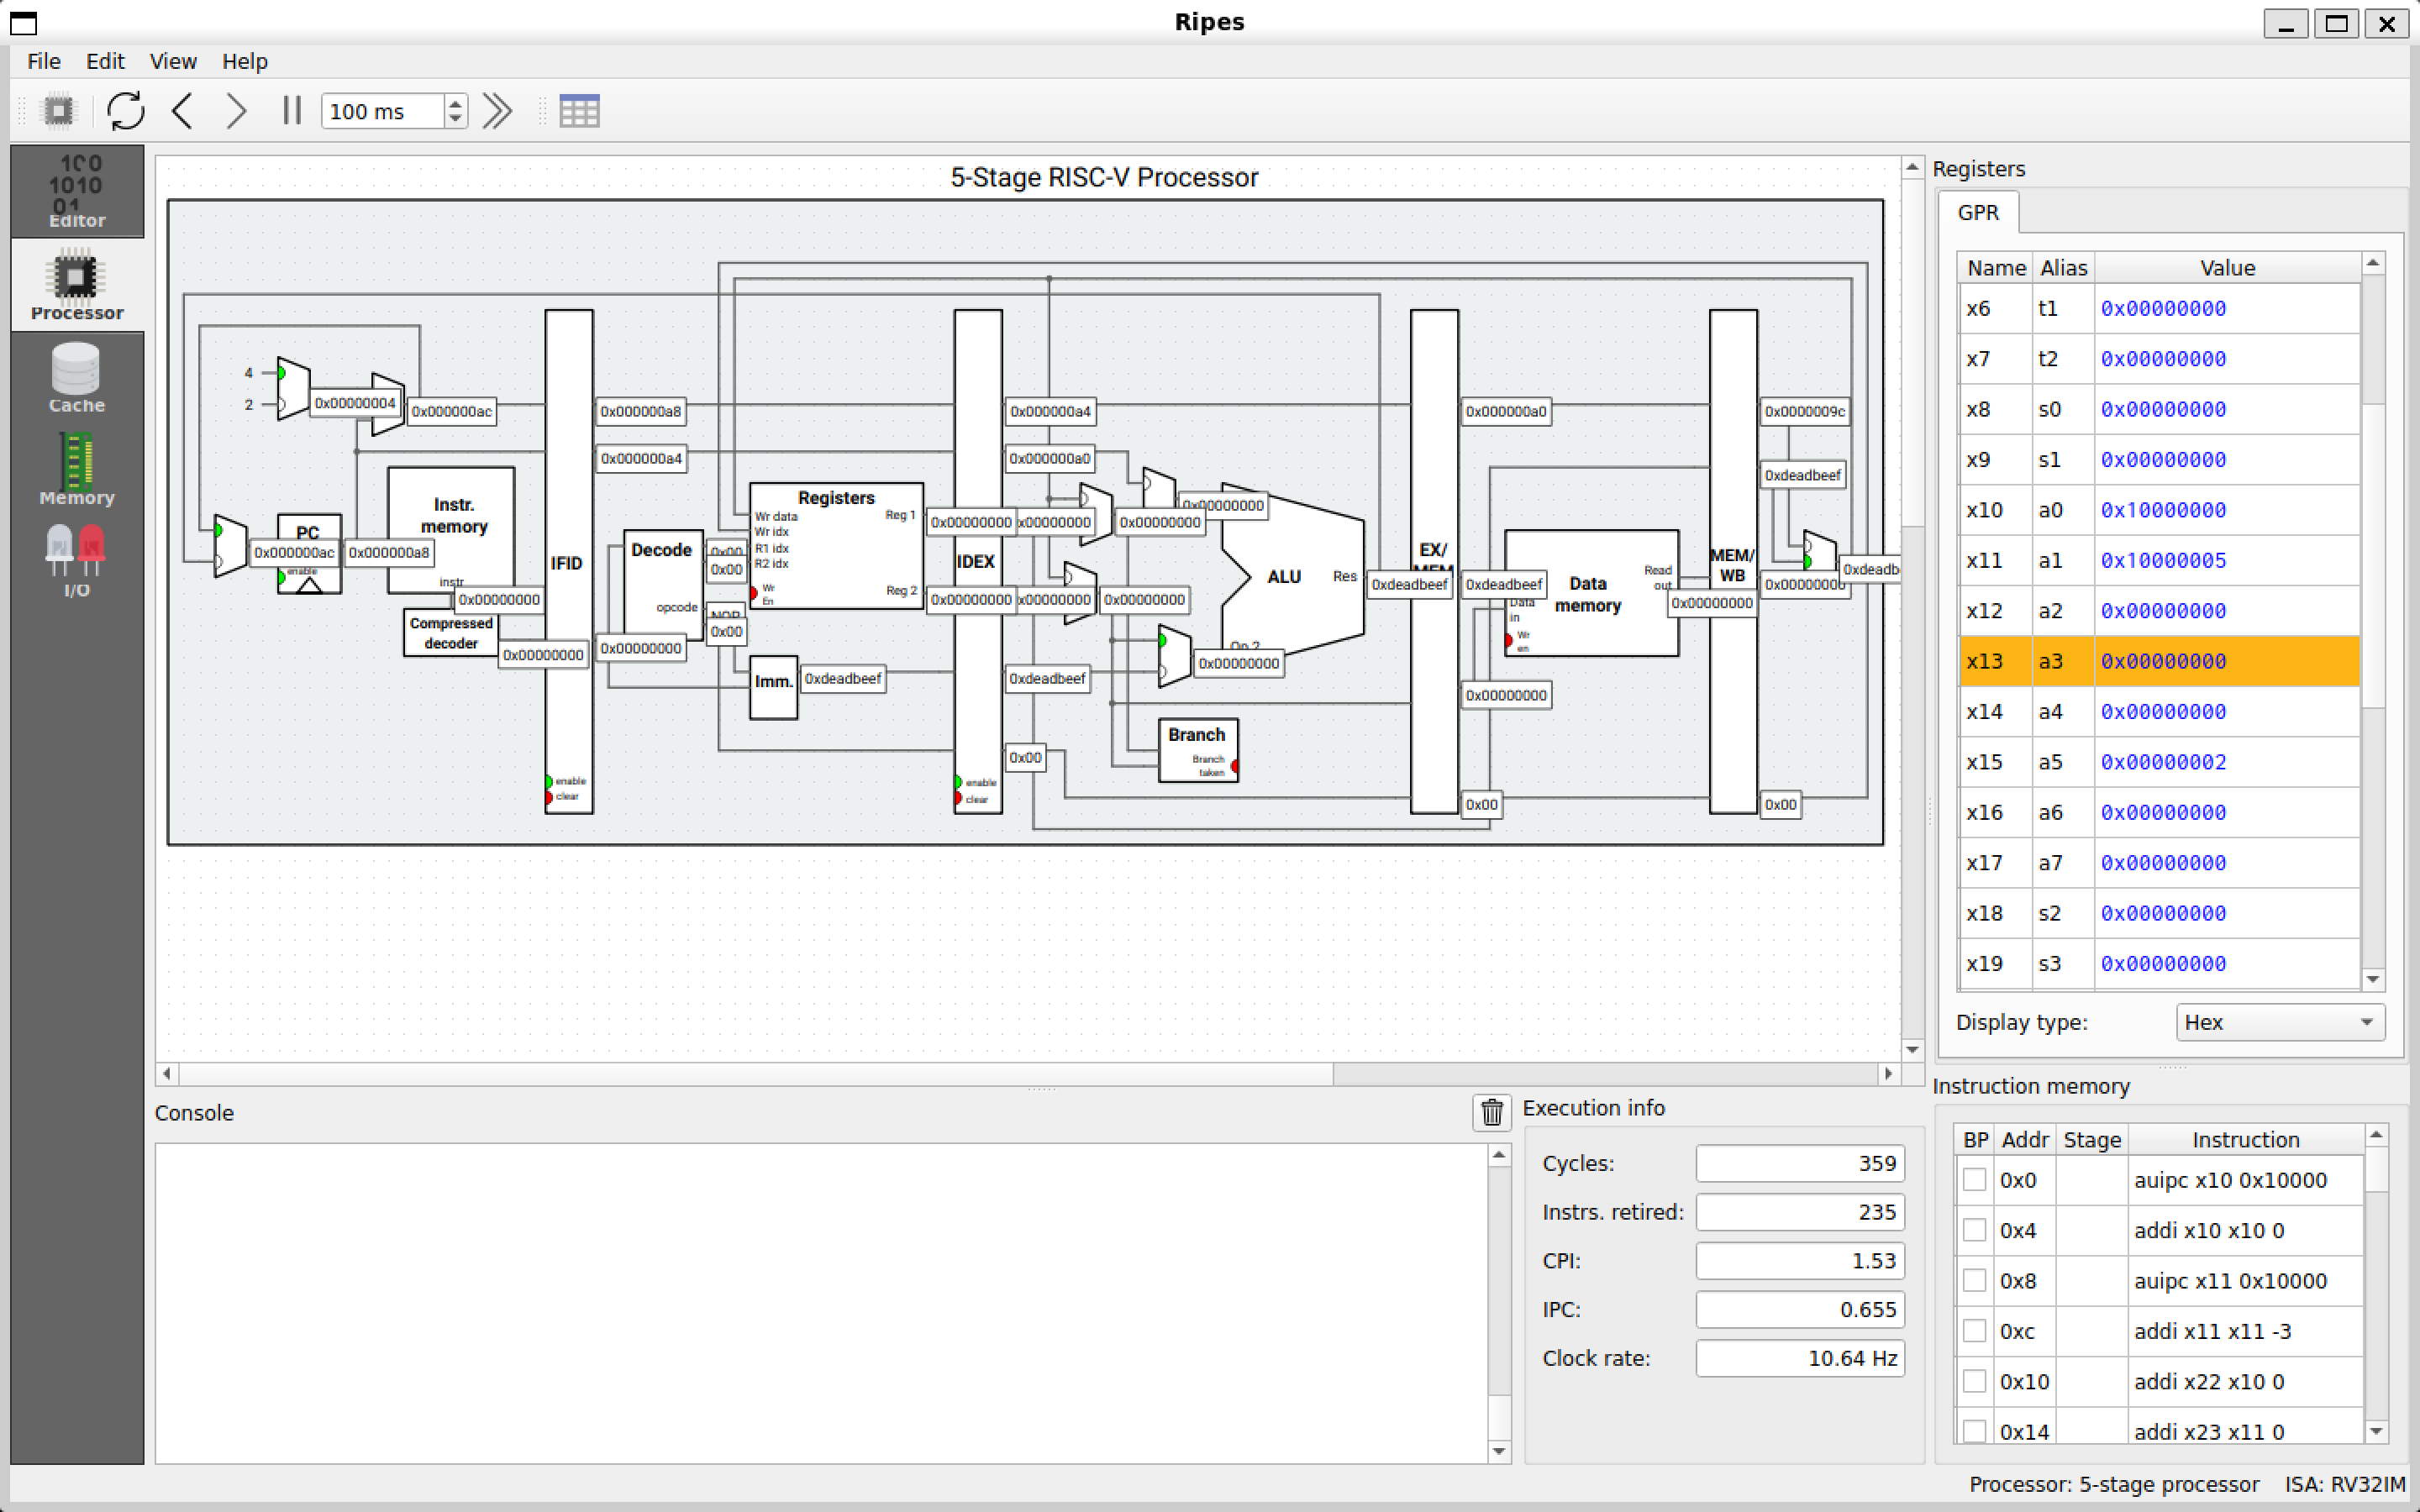 Ripes
File Edit View Help
100 ms
Editor
Processor
Cache
Memory
I/O
5-Stage RISC-V Processor
4
2
0x00000004
0x000000ac
0x000000a8
0x000000a4
0x000000a4
0x000000a0
0x000000a0
0x0000009c
0xdeadbeef
Instr.
memory
instr
PC
enable
0x000000ac
0x000000a8
0x00000000
Compressed
decoder
0x00000000
IFID
enable
clear
0x00000000
Decode
opcode
0x00
0x00
NOP
0x00
Registers
Wr data
Wr idx
R1 idx
R2 idx
Wr
En
Reg 1
Reg 2
Imm.
0xdeadbeef
0x00000000
0x00000000
IDEX
enable
clear
x00000000
x00000000
0xdeadbeef
0x00
0x00000000
0x00000000
0x00000000
0x00000000
ALU
Res
Op 2
Branch
Branch
taken
0xdeadbeef
EX/
MEM
0xdeadbeef
0x00000000
0x00
Data
memory
Data
in
Wr
en
Read
out
0x00000000
MEM/
WB
0x00000000
0x00
0xdeadb
Registers
GPR
Name Alias Value
x6 t1 0x00000000
x7 t2 0x00000000
x8 s0 0x00000000
x9 s1 0x00000000
x10 a0 0x10000000
x11 a1 0x10000005
x12 a2 0x00000000
x13 a3 0x00000000
x14 a4 0x00000000
x15 a5 0x00000002
x16 a6 0x00000000
x17 a7 0x00000000
x18 s2 0x00000000
x19 s3 0x00000000
Display type: Hex
Console
Execution info
Cycles: 359
Instrs. retired: 235
CPI: 1.53
IPC: 0.655
Clock rate: 10.64 Hz
Instruction memory
BP Addr Stage Instruction
0x0 auipc x10 0x10000
0x4 addi x10 x10 0
0x8 auipc x11 0x10000
0xc addi x11 x11 -3
0x10 addi x22 x10 0
0x14 addi x23 x11 0
Processor: 5-stage processor ISA: RV32IM